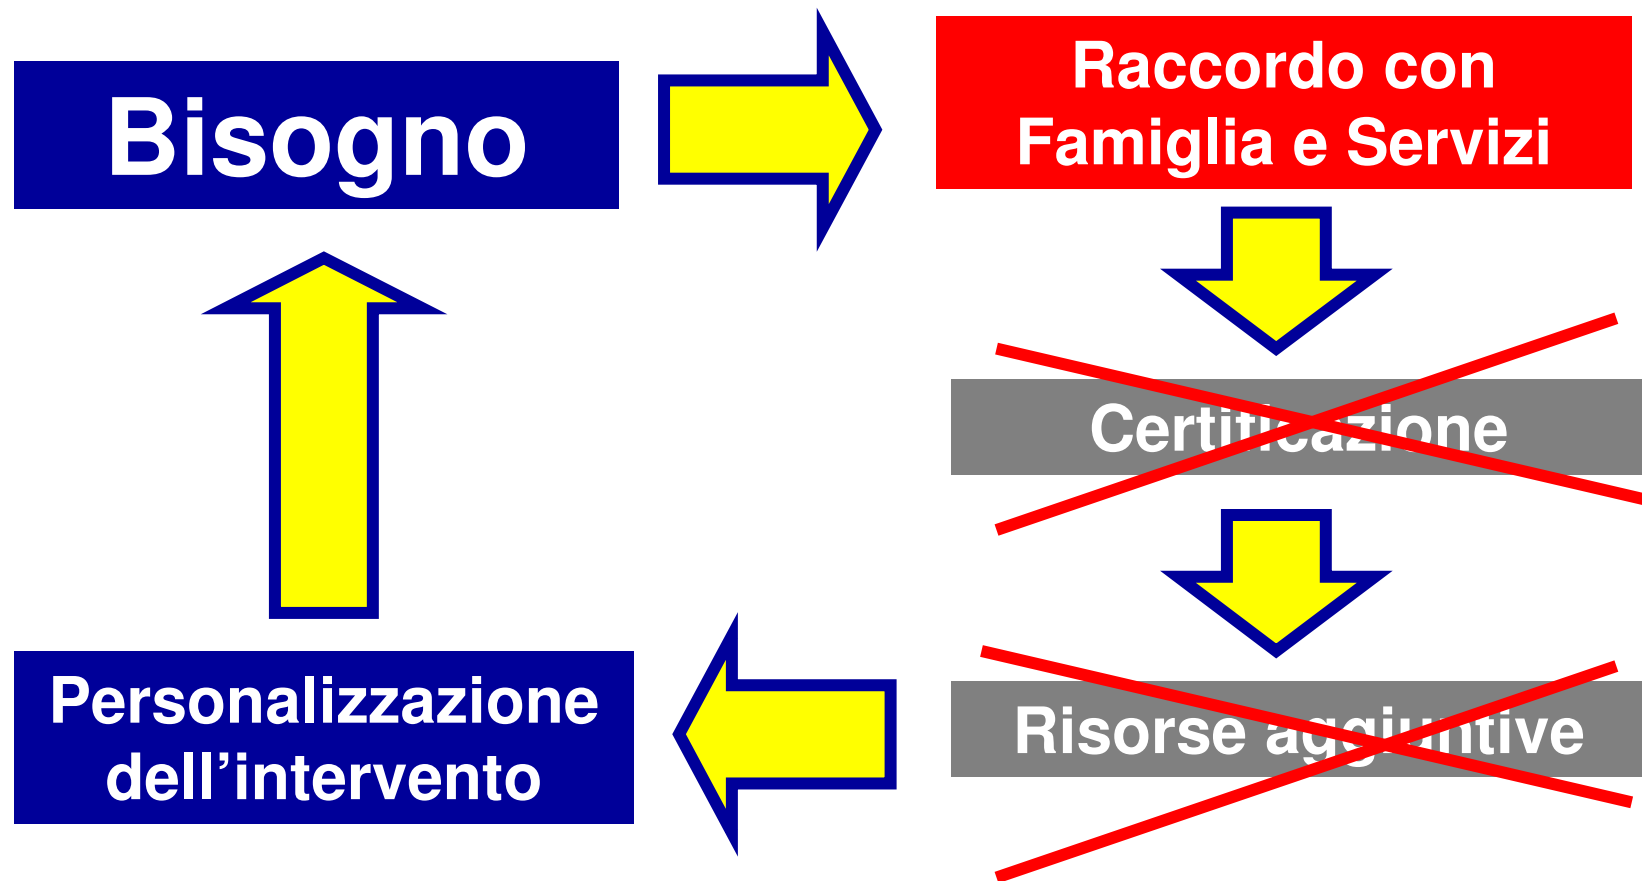 Bisogno
Raccordo con
Famiglia e Servizi
Certificazione
Risorse aggiuntive
Personalizzazione
dell’intervento